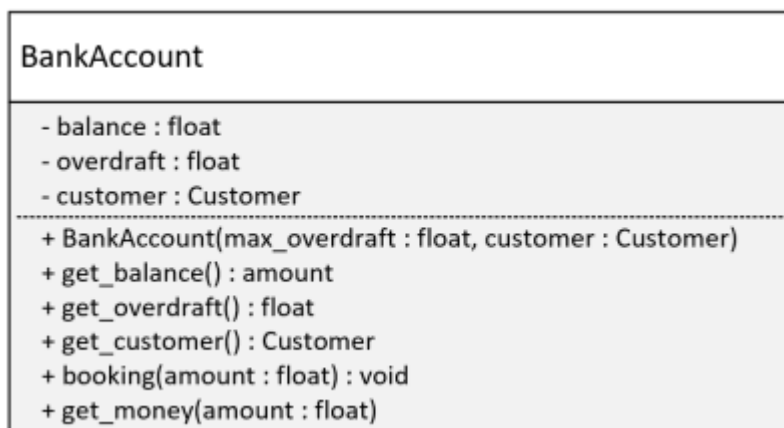 BankAccount
- balance : float
- overdraft : float
- customer : Customer
+ BankAccount(max_overdraft : float, customer : Customer)
+ get_balance() : amount
+ get_overdraft() : float
+ get_customer() : Customer
+ booking(amount : float) : void
+ get_money(amount : float)